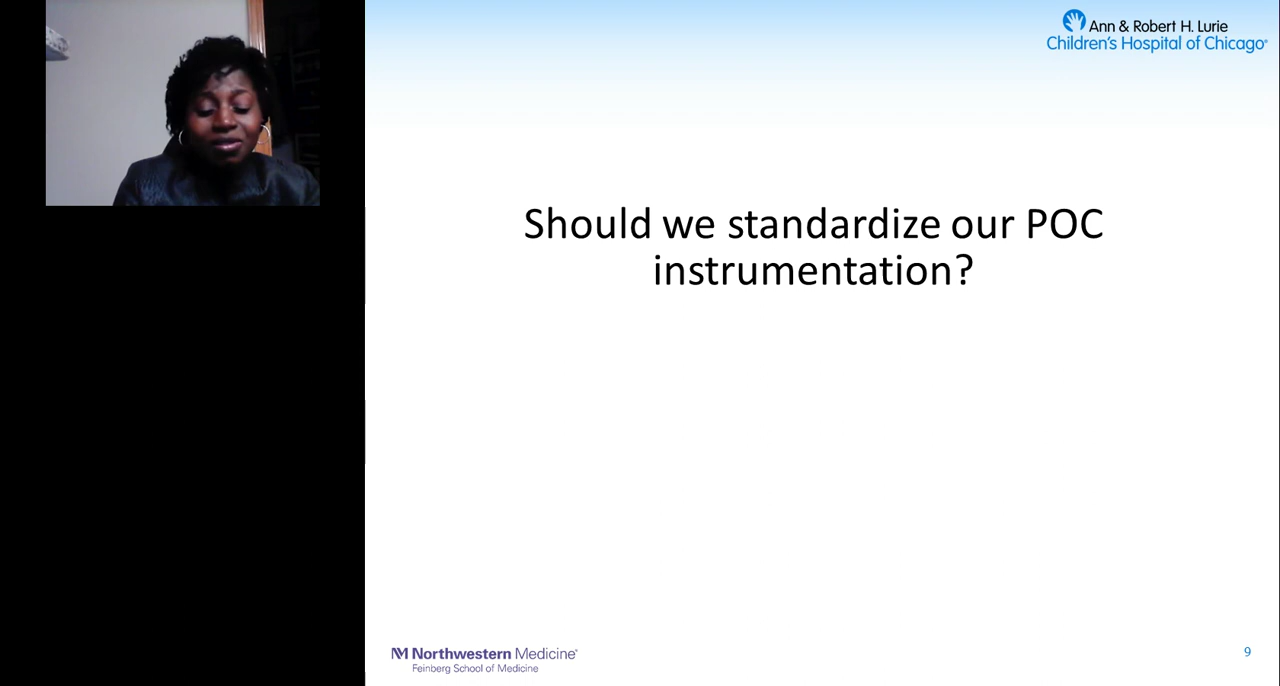 Ann & Robert H. Lurie
Children's Hospital of Chicago®
Should we standardize our POC
instrumentation?
NM Northwestern Medicine®
Feinberg School of Medicine
9